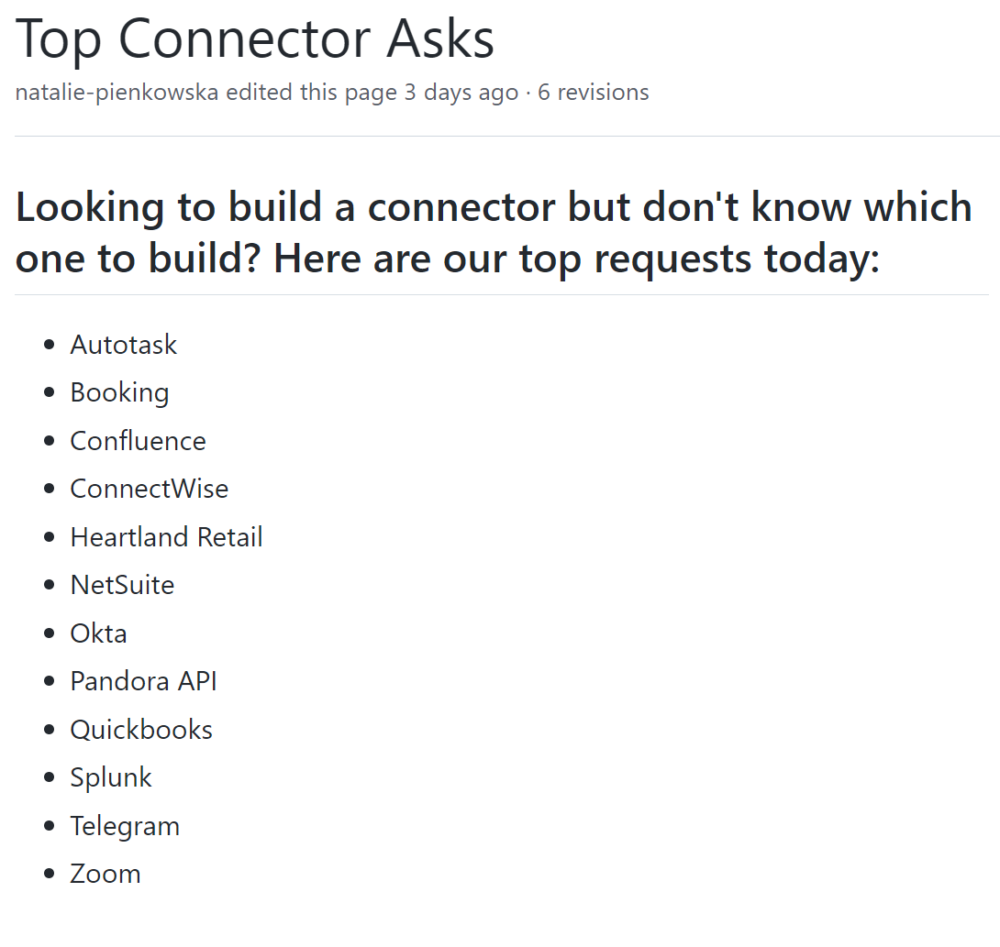 Top Connector Asks
natalie-pienkowska edited this page 3 days ago · 6 revisions
Looking to build a connector but don't know which
one to build? Here are our top requests today:
• Autotask
• Booking
• Confluence
• ConnectWise
• Heartland Retail
• NetSuite
• Okta
• Pandora API
• Quickbooks
• Splunk
• Telegram
• Zoom